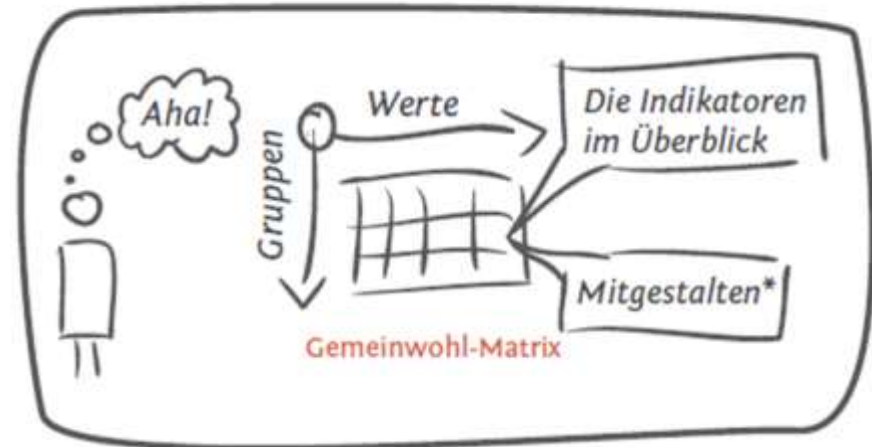 Aha!
Werte
Gruppen
Die Indikatoren
im Überblick
Mitgestalten*
Gemeinwohl-Matrix